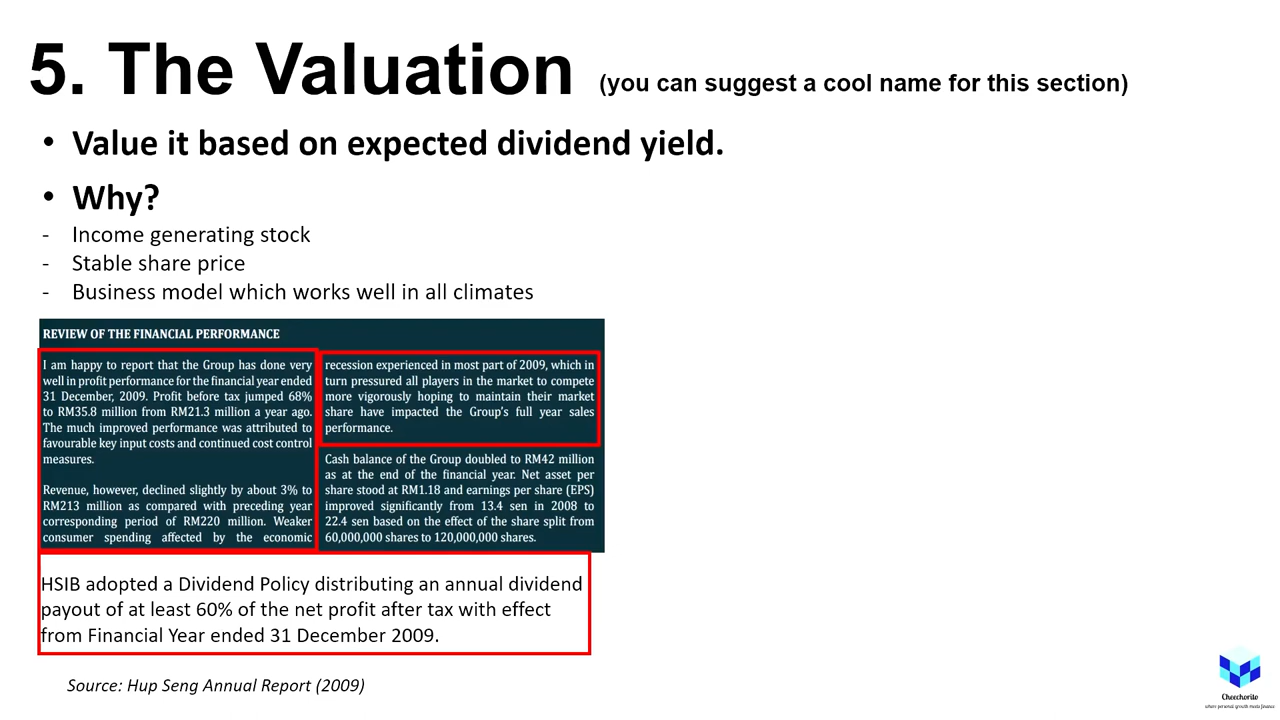 5. The Valuation (you can suggest a cool name for this section)
• Value it based on expected dividend yield.
• Why?
- Income generating stock
- Stable share price
- Business model which works well in all climates
REVIEW OF THE FINANCIAL PERFORMANCE
I am happy to report that the Group has done very
well in profit performance for the financial year ended
31 December, 2009. Profit before tax jumped 68%
to RM35.8 million from RM21.3 million a year ago.
The much improved performance was attributed to
favourable key input costs and continued cost control
measures.
Revenue, however, declined slightly by about 3% to
RM213 million as compared with preceding year
corresponding period of RM220 million. Weaker
consumer spending affected by the economic
recession experienced in most part of 2009, which in
turn pressured all players in the market to compete
more vigorously hoping to maintain their market
share have impacted the Group's full year sales
performance.
Cash balance of the Group doubled to RM42 million
as at the end of the financial year. Net asset per
share stood at RM1.18 and earnings per share (EPS)
improved significantly from 13.4 sen in 2008 to
22.4 sen based on the effect of the share split from
60,000,000 shares to 120,000,000 shares.
HSIB adopted a Dividend Policy distributing an annual dividend
payout of at least 60% of the net profit after tax with effect
from Financial Year ended 31 December 2009.
Source: Hup Seng Annual Report (2009)
Cheechorito
where personal growth meets finance